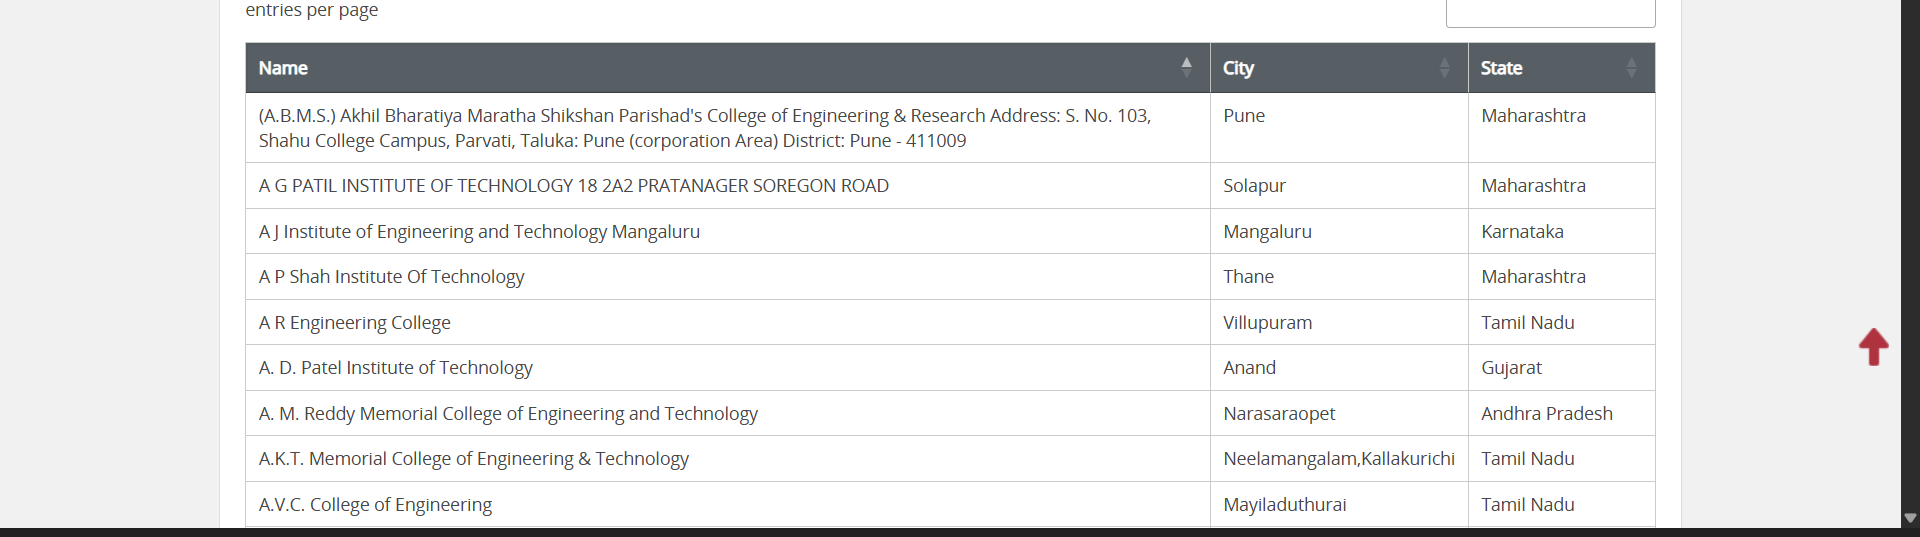 entries per page
Name City State
(A.B.M.S.) Akhil Bharatiya Maratha Shikshan Parishad's College of Engineering & Research Address: S. No. 103, Pune Maharashtra
Shahu College Campus, Parvati, Taluka: Pune (corporation Area) District: Pune - 411009
A G PATIL INSTITUTE OF TECHNOLOGY 18 2A2 PRATANAGER SOREGON ROAD Solapur Maharashtra
A J Institute of Engineering and Technology Mangaluru Mangaluru Karnataka
A P Shah Institute Of Technology Thane Maharashtra
A R Engineering College Villupuram Tamil Nadu
A. D. Patel Institute of Technology Anand Gujarat
A. M. Reddy Memorial College of Engineering and Technology Narasaraopet Andhra Pradesh
A.K.T. Memorial College of Engineering & Technology Neelamangalam,Kallakurichi Tamil Nadu
A.V.C. College of Engineering Mayiladuthurai Tamil Nadu